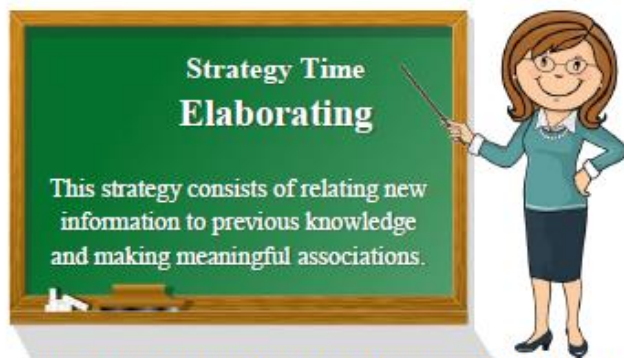 Strategy Time
Elaborating
This strategy consists of relating new
information to previous knowledge
and making meaningful associations.